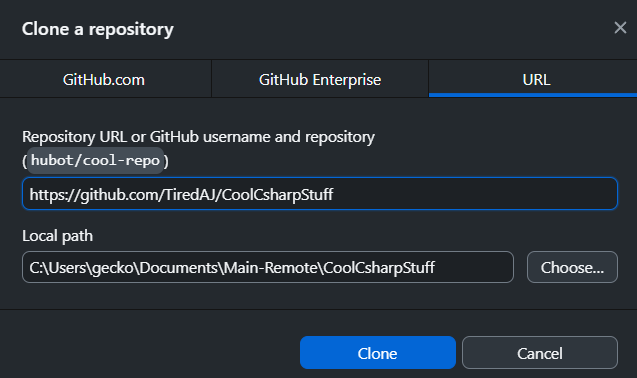 Clone a repository
GitHub.com
GitHub Enterprise
URL
Repository URL or GitHub username and repository
(hubot/cool-repo)
https://github.com/TiredAJ/CoolCsharpStuff
Local path
C:\Users\gecko\Documents\Main-Remote\CoolCsharpStuff
Choose...
Clone
Cancel